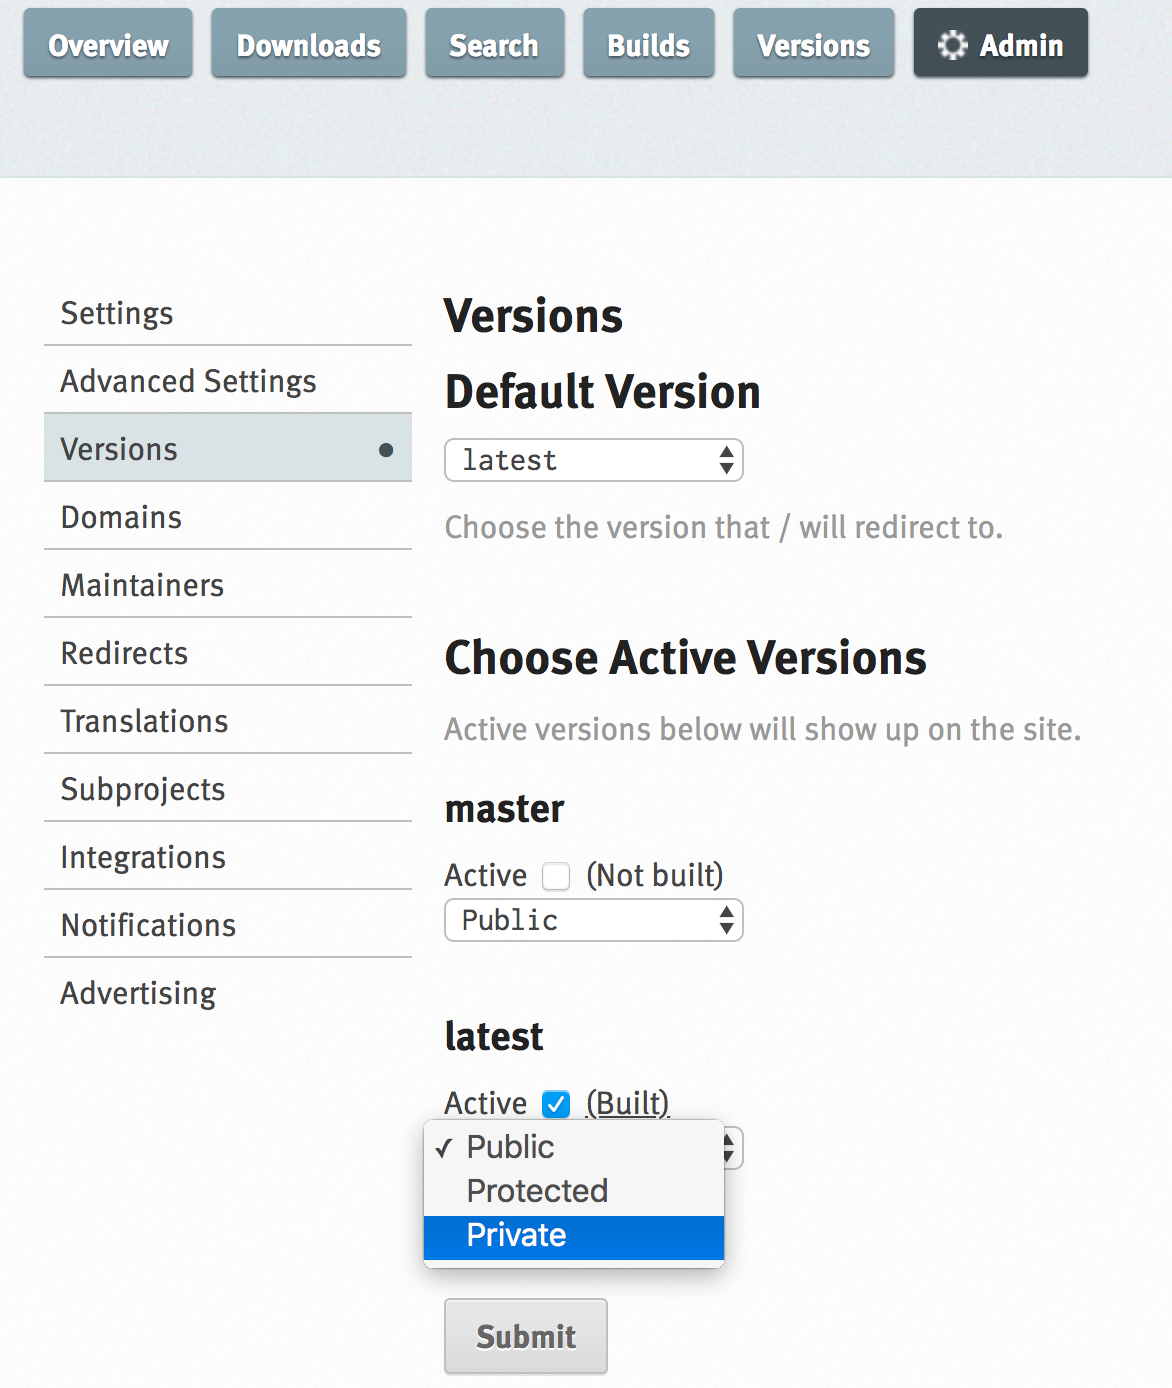 Overview Downloads Search Builds Versions Admin
Settings
Advanced Settings
Versions
Domains
Maintainers
Redirects
Translations
Subprojects
Integrations
Notifications
Advertising
Versions
Default Version
latest
Choose the version that / will redirect to.
Choose Active Versions
Active versions below will show up on the site.
master
Active (Not built)
Public
latest
Active (Built)
✓ Public
Protected
Private
Submit